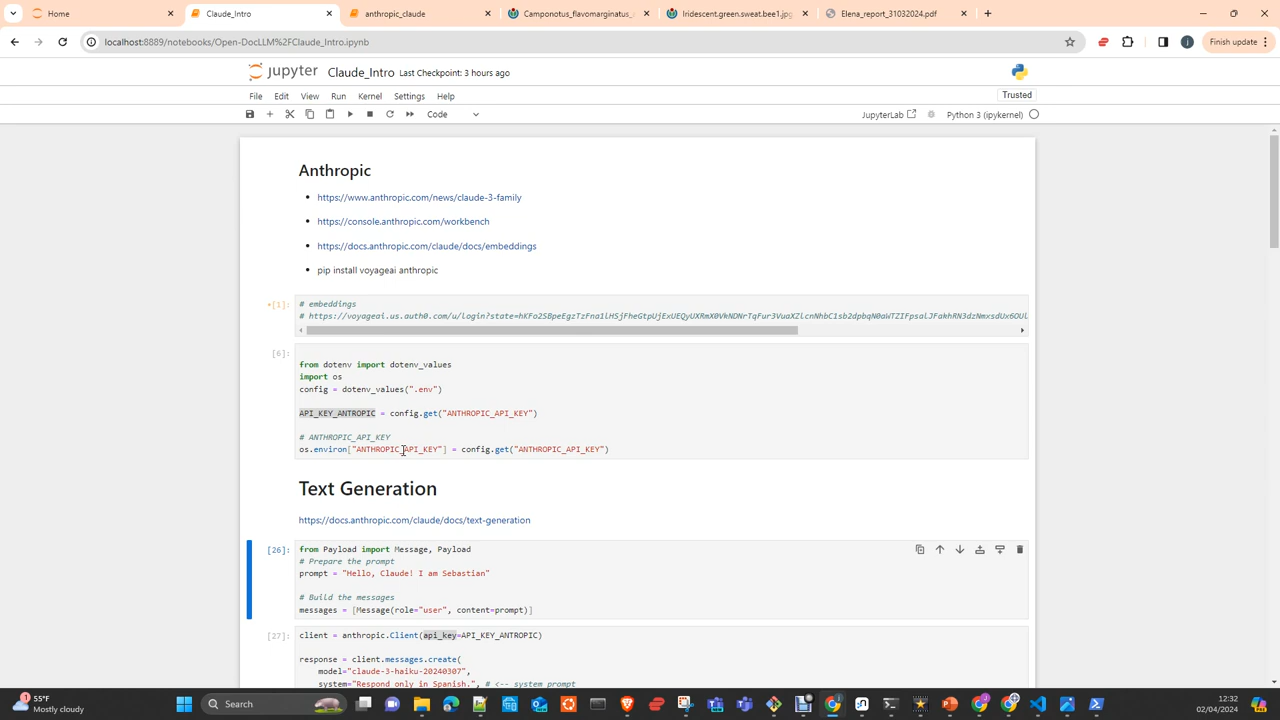 Home
Claude_Intro
anthropic_claude
Camponotus_flavomarginatus_
Iridescent.green.sweat.bee1.jpg
Elena_report_31032024.pdf
localhost:8889/notebooks/Open-DocLLM%2FClaude_Intro.ipynb
Finish update
jupyter Claude_Intro Last Checkpoint: 3 hours ago
File Edit View Run Kernel Settings Help
Trusted
Code
JupyterLab
Python 3 (ipykernel)
Anthropic
https://www.anthropic.com/news/claude-3-family
https://console.anthropic.com/workbench
https://docs.anthropic.com/claude/docs/embeddings
pip install voyageai anthropic
[1]:
# embeddings
[6]:
from dotenv import dotenv_values
import os
config = dotenv_values(".env")
API_KEY_ANTROPIC = config.get("ANTHROPIC_API_KEY")
# ANTHROPIC_API_KEY
os.environ["ANTHROPIC_API_KEY"] = config.get("ANTHROPIC_API_KEY")
Text Generation
https://docs.anthropic.com/claude/docs/text-generation
[26]:
from Payload import Message, Payload
# Prepare the prompt
prompt = "Hello, Claude! I am Sebastian"
# Build the messages
messages = [Message(role="user", content=prompt)]
[27]:
client = anthropic.Client(api_key=API_KEY_ANTROPIC)
response = client.messages.create(
model="claude-3-haiku-20240307",
system="Respond only in Spanish.", # <-- system prompt
55°F
Mostly cloudy
Search
12:32
02/04/2024